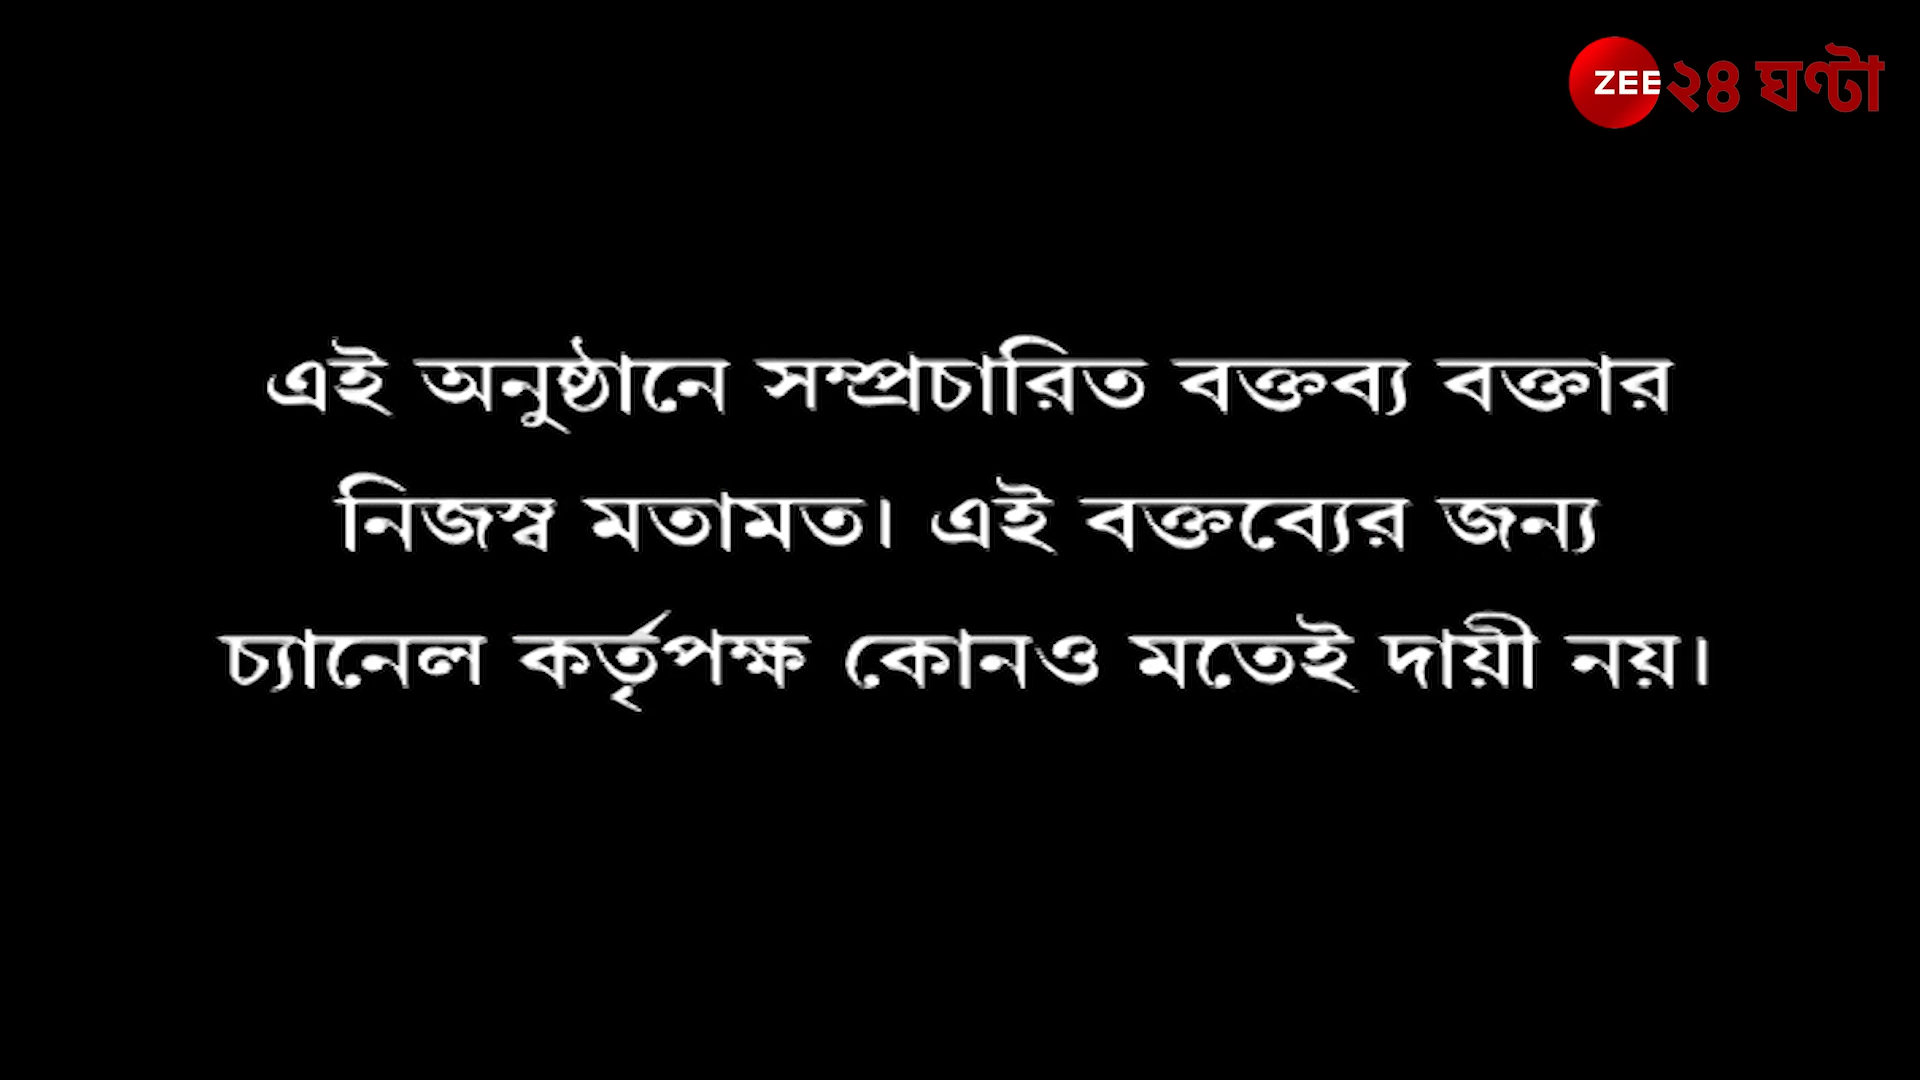 ZEE ২৪ ঘণ্টা
এই অনুষ্ঠানে সম্প্রচারিত বক্তব্য বক্তার
নিজস্ব মতামত। এই বক্তব্যের জন্য
চ্যানেল কর্তৃপক্ষ কোনও মতেই দায়ী নয়।